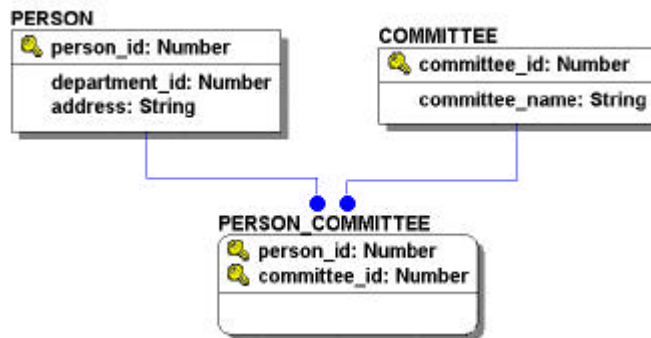 PERSON
person_id: Number
department_id: Number
address: String
COMMITTEE
committee_id: Number
committee_name: String
PERSON_COMMITTEE
person_id: Number
committee_id: Number